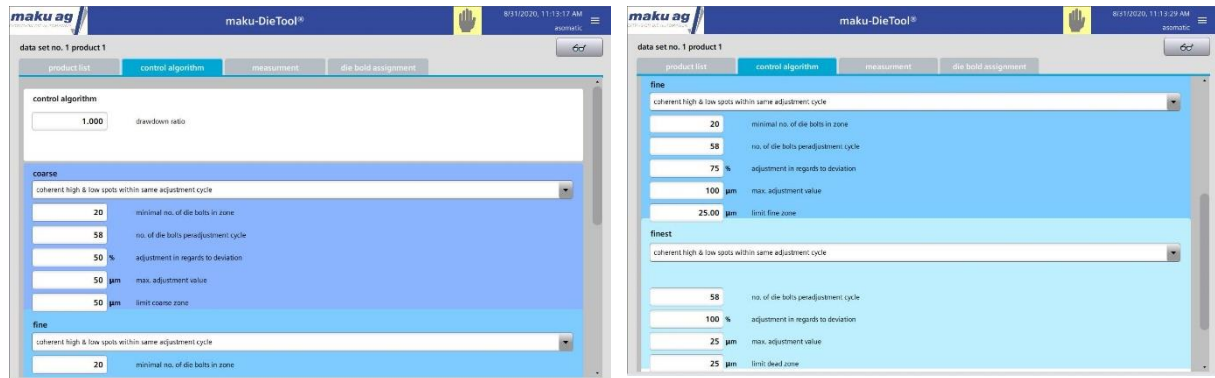 maku ag
maku-DieTool®
8/31/2020, 11:13:17 AM
asomatic
data set no. 1 product 1
product list
control algorithm
measurment
die bold assignment
control algorithm
1.000 drawdown ratio
coarse
coherent high & low spots within same adjustment cycle
20 minimal no. of die bolts in zone
58 no. of die bolts peradjustment cycle
50 % adjustment in regards to deviation
50 µm max. adjustment value
50 µm limit coarse zone
fine
coherent high & low spots within same adjustment cycle
20 minimal no. of die bolts in zone
maku ag
maku-DieTool®
8/31/2020, 11:13:29 AM
asomatic
data set no. 1 product 1
product list
control algorithm
measurment
die bold assignment
fine
coherent high & low spots within same adjustment cycle
20 minimal no. of die bolts in zone
58 no. of die bolts peradjustment cycle
75 % adjustment in regards to deviation
100 µm max. adjustment value
25.00 µm limit fine zone
finest
coherent high & low spots within same adjustment cycle
58 no. of die bolts peradjustment cycle
100 % adjustment in regards to deviation
25 µm max. adjustment value
25 µm limit dead zone